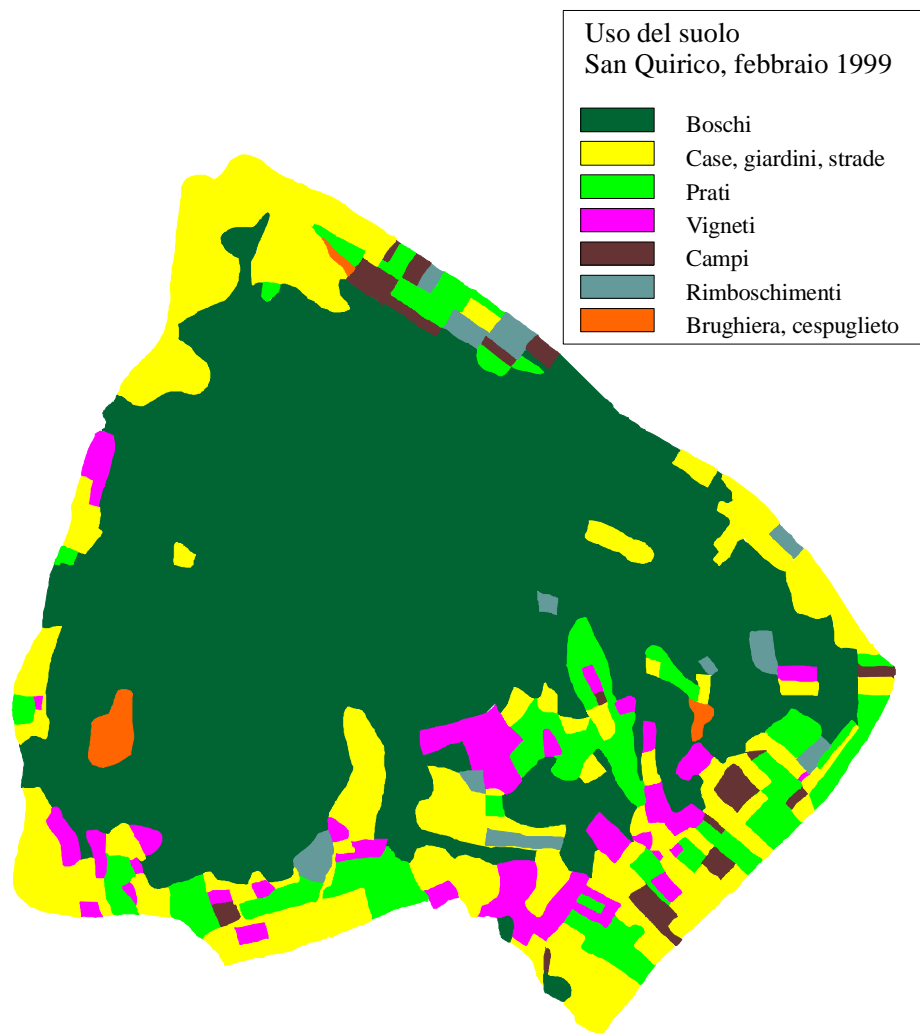 Uso del suolo
San Quirico, febbraio 1999
Boschi
Case, giardini, strade
Prati
Vigneti
Campi
Rimboschimenti
Brughiera, cespuglieto